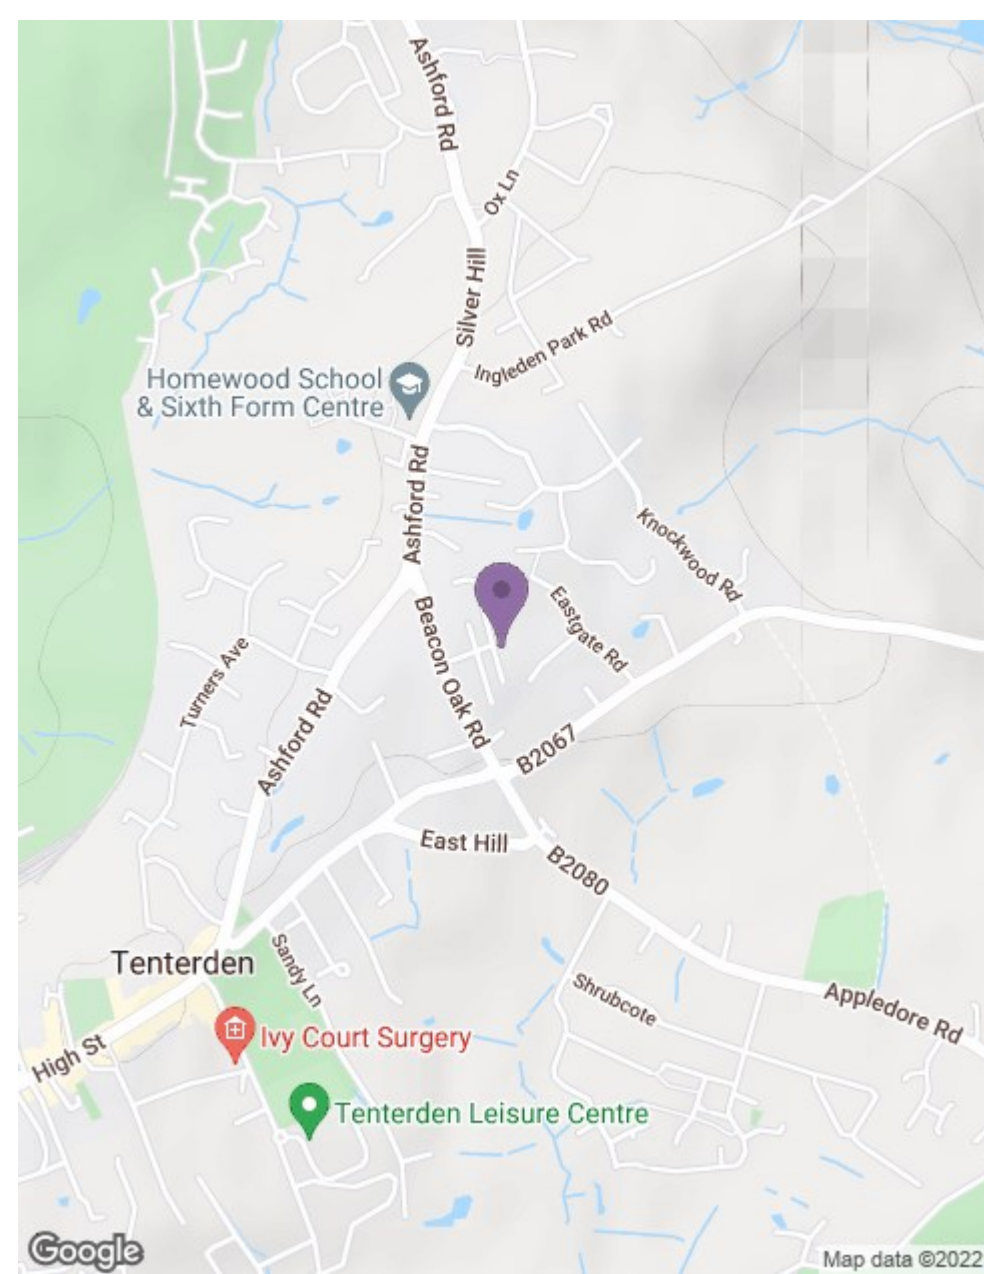 Ashford Rd
Ox Ln
Silver Hill
Ingleden Park Rd
Homewood School
& Sixth Form Centre
Ashford Rd
Knockwood Rd
Beacon Oak Rd
Eastgate Rd
Turners Ave
Ashford Rd
B2067
East Hill
B2080
Tenterden
Sandy Ln
Shrubcote
Appledore Rd
High St
Ivy Court Surgery
Tenterden Leisure Centre
Google
Map data ©2022